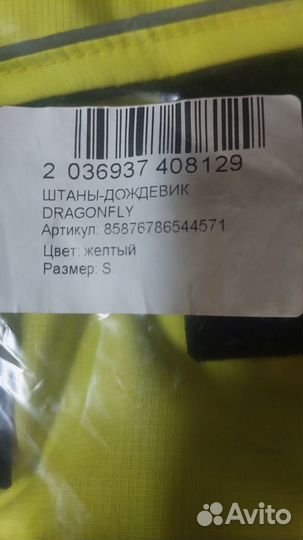 2 036937 408129
ШТАНЫ-ДОЖДЕВИК
DRAGONFLY
Артикул: 85876786544571
Цвет: желтый
Размер: S
Avito